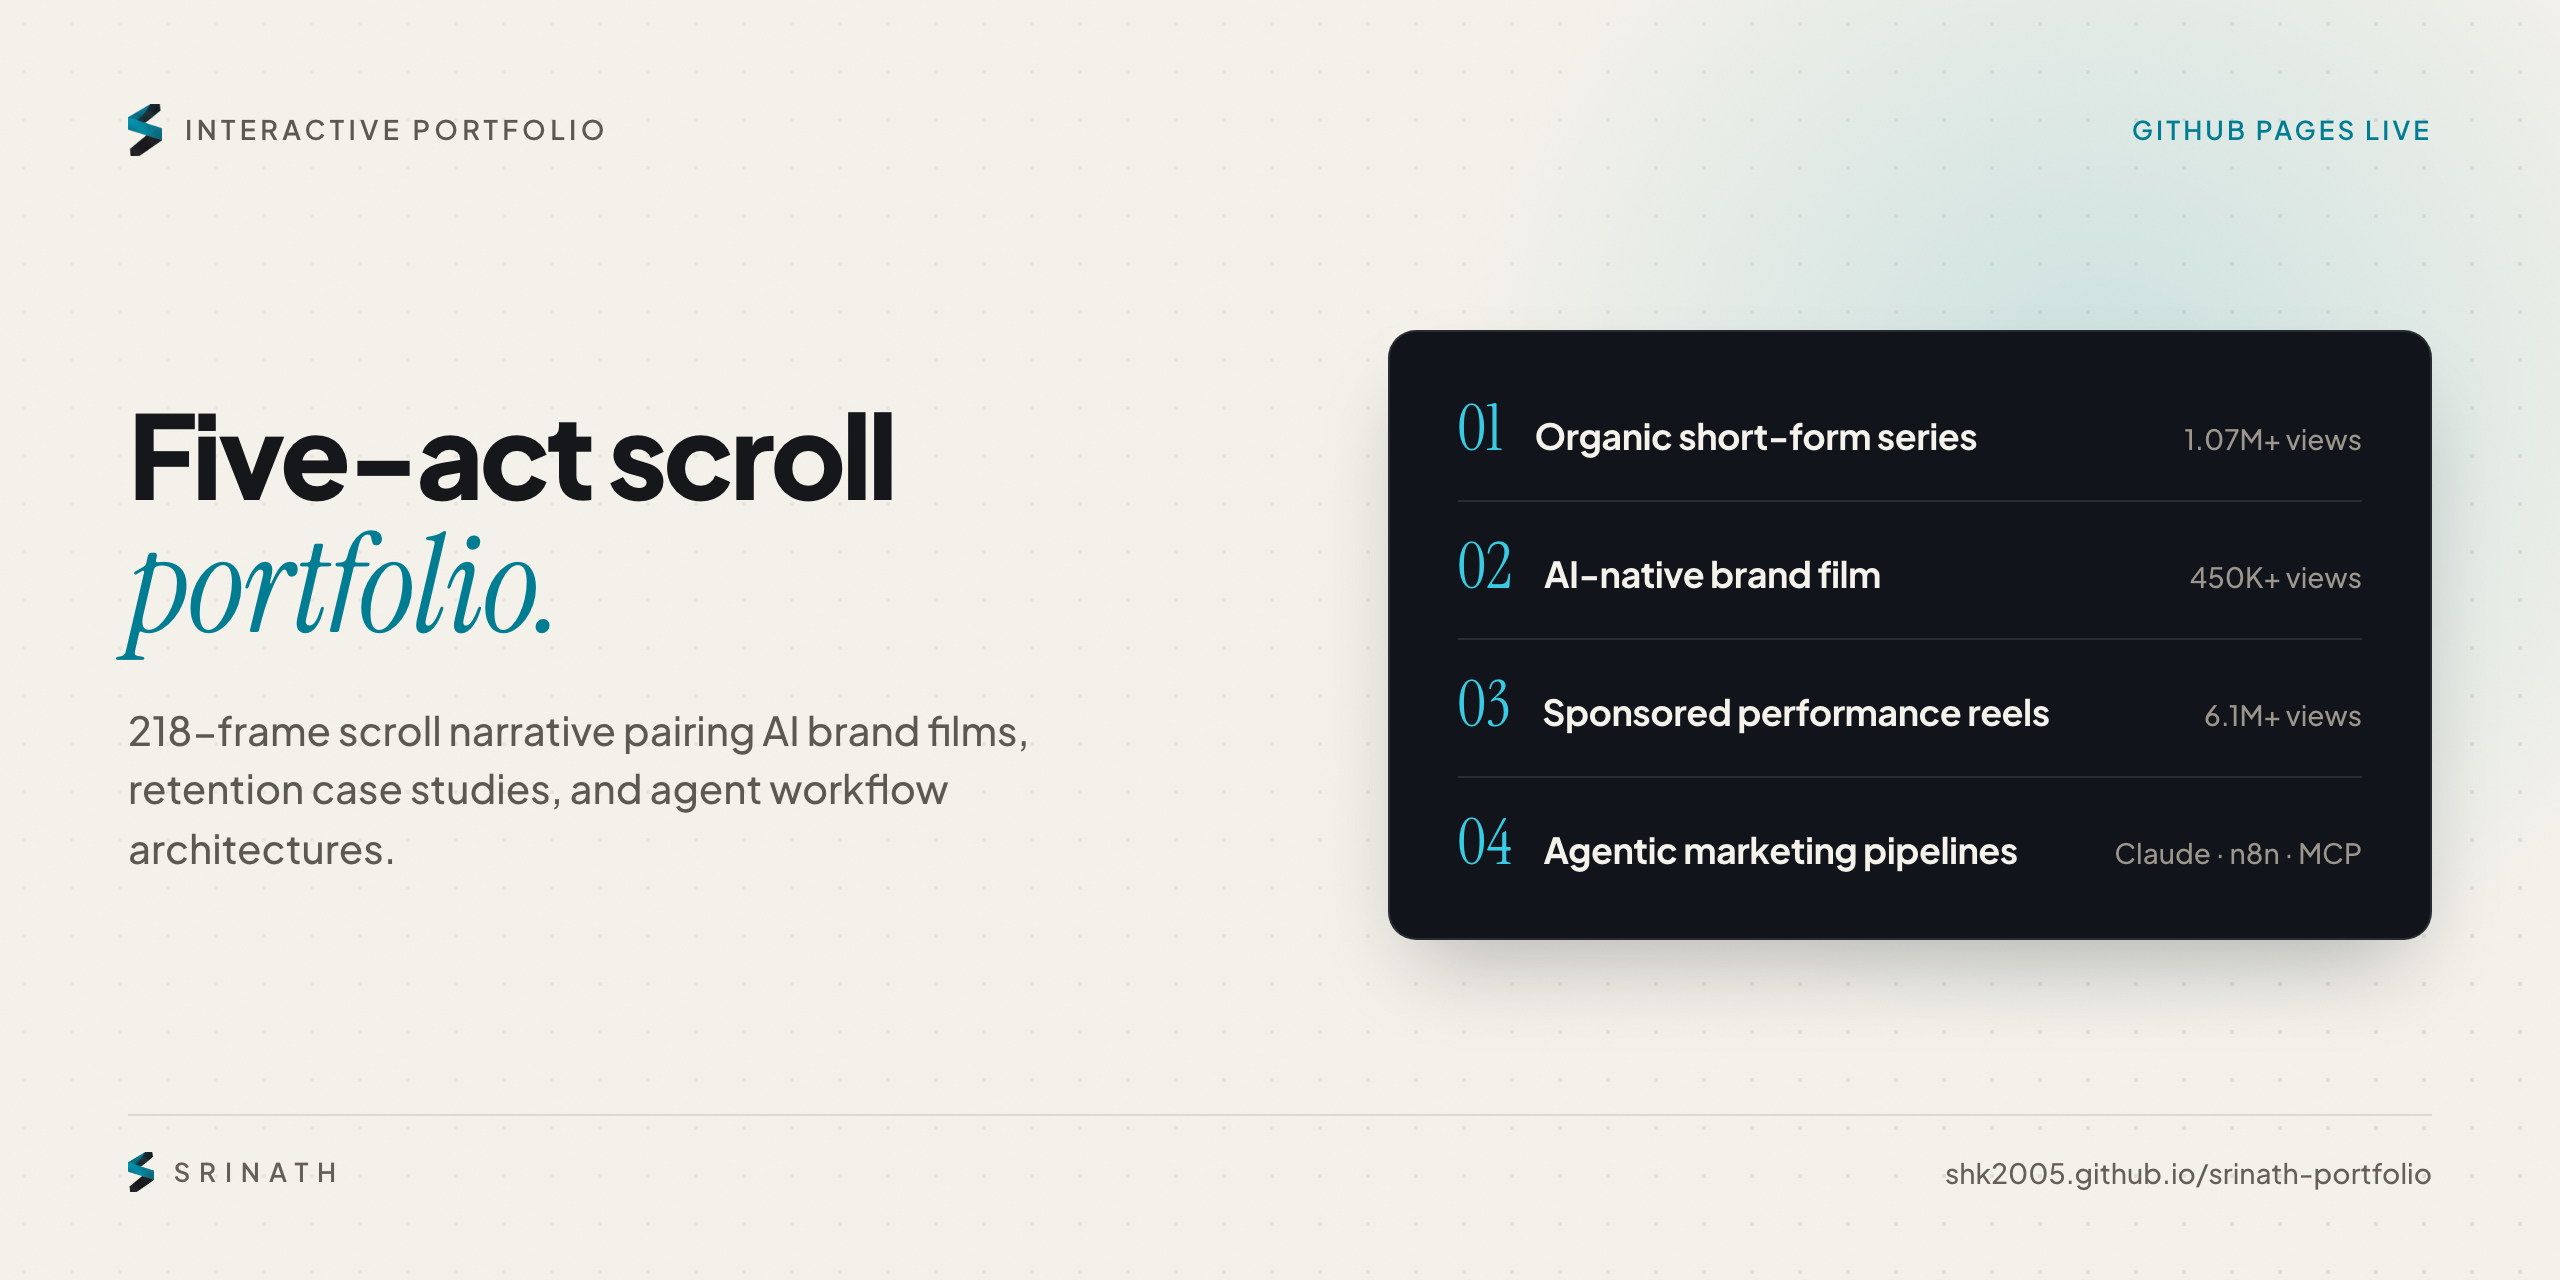 INTERACTIVE PORTFOLIO
GITHUB PAGES LIVE
Five-act scroll
portfolio.
218-frame scroll narrative pairing AI brand films,
retention case studies, and agent workflow
architectures.
01 Organic short-form series 1.07M+ views
02 AI-native brand film 450K+ views
03 Sponsored performance reels 6.1M+ views
04 Agentic marketing pipelines Claude · n8n · MCP
SRINATH
shk2005.github.io/srinath-portfolio